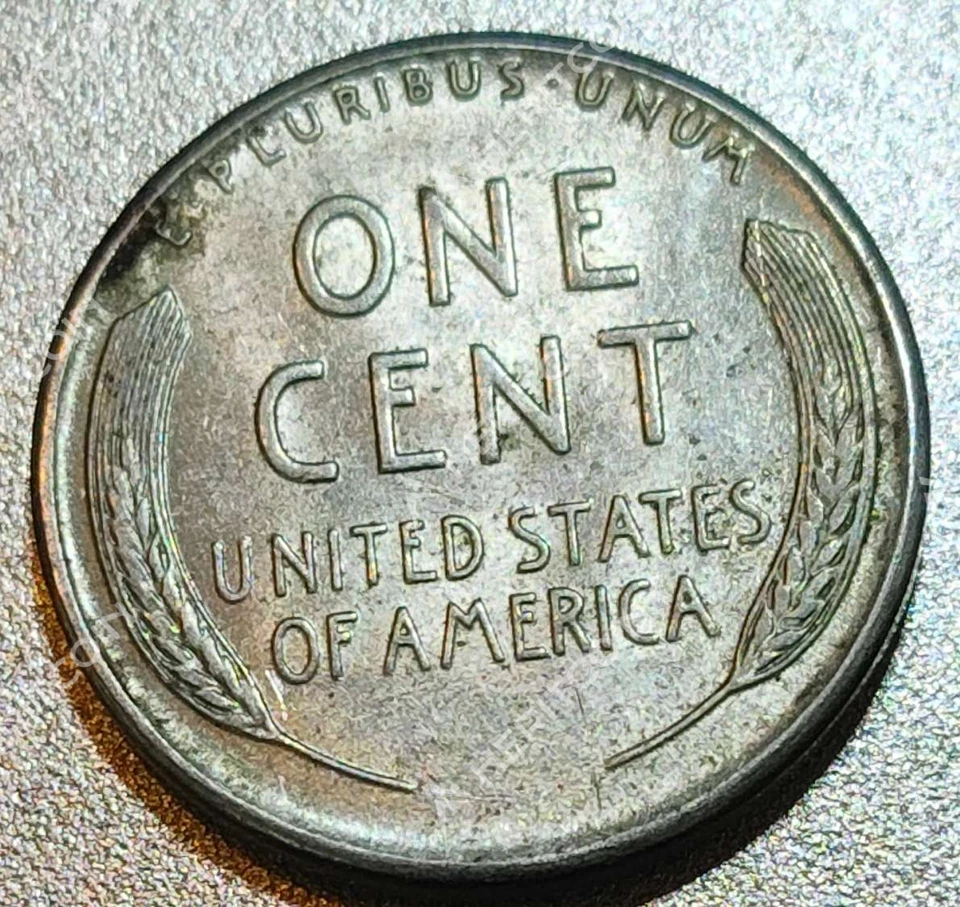 E PLURIBUS·UNUM
ONE
CENT
UNITED STATES
OF AMERICA